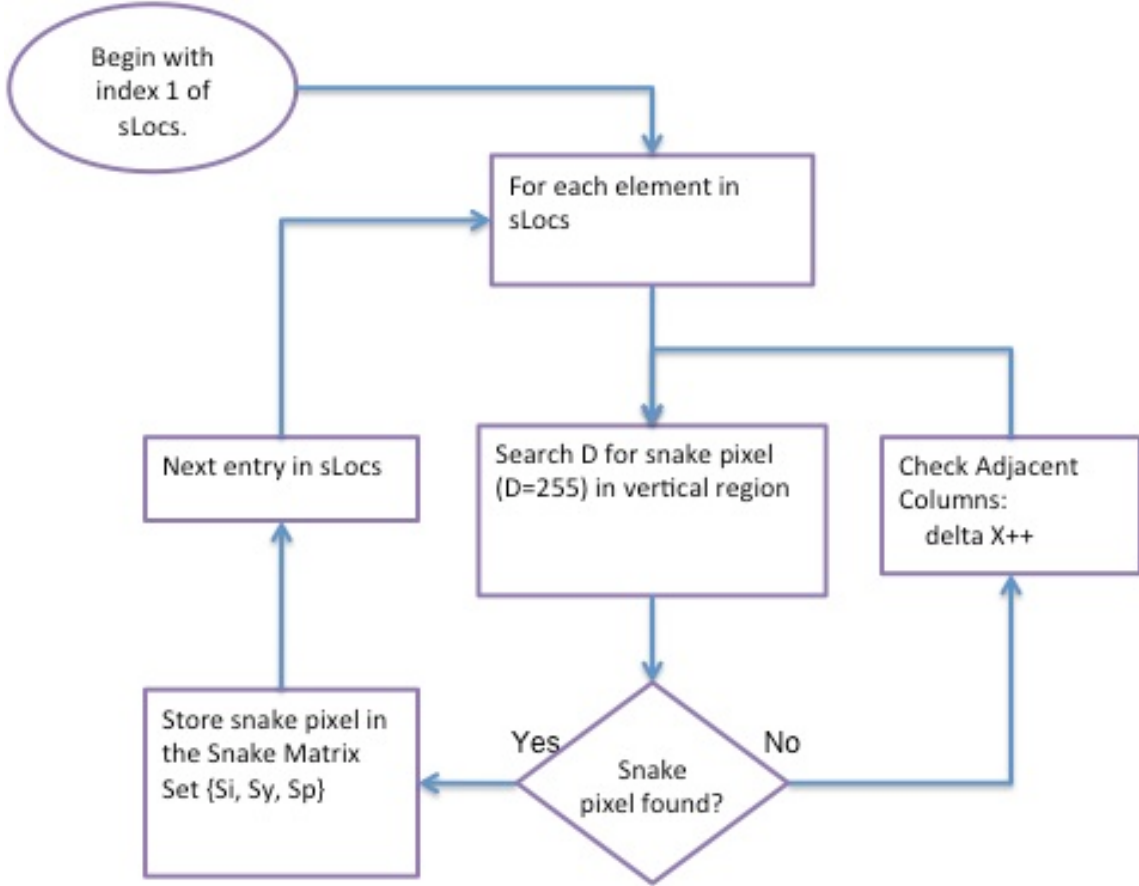 Begin with
index 1 of
sLocs.
For each element in
sLocs
Next entry in sLocs
Search D for snake pixel
(D=255) in vertical region
Check Adjacent
Columns:
delta X++
Store snake pixel in
the Snake Matrix
Set {Si, Sy, Sp}
Yes
No
Snake
pixel found?